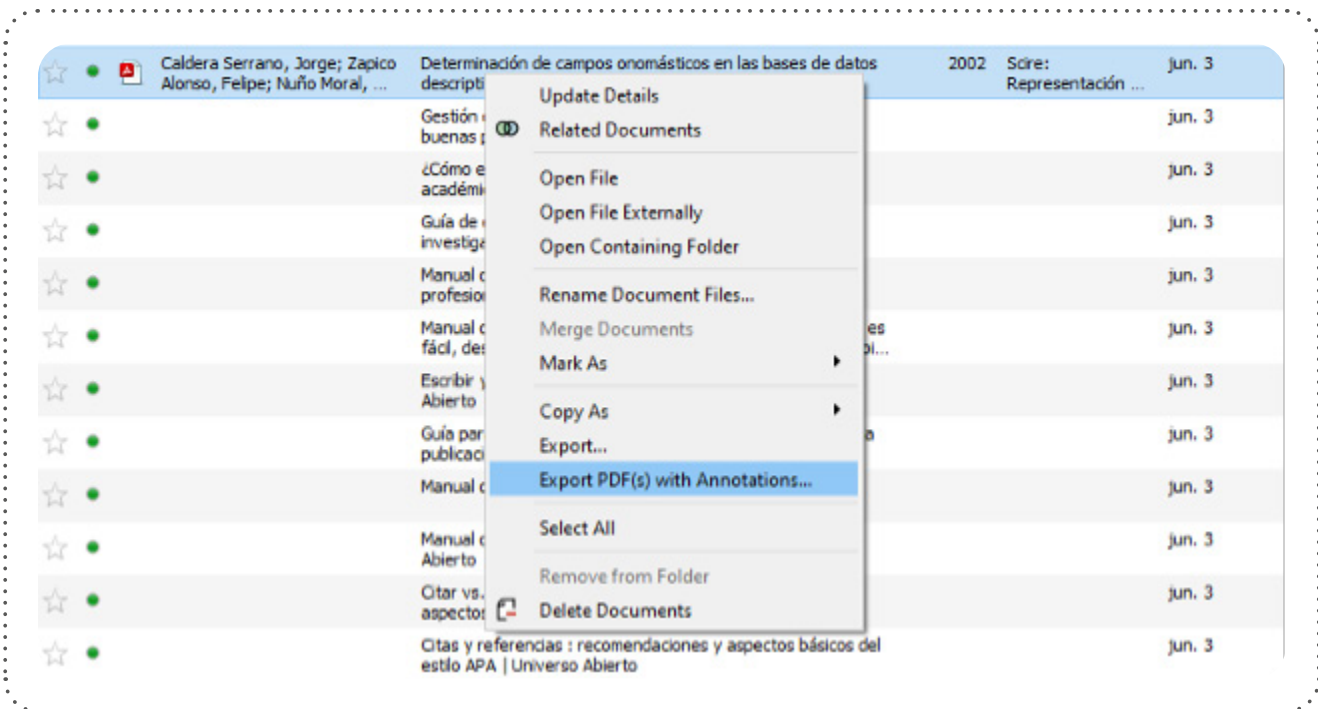 Caldera Serrano, Jorge; Zapico
Alonso, Felipe; Nuño Moral, ...
Determinación de campos onomásticos en las bases de datos
descripti
2002
Scire:
Representación ...
jun. 3
Gestión
buenas
jun. 3
¿Cómo e
académi
jun. 3
Guía de
investiga
jun. 3
Manual
profesio
jun. 3
Manual
es
fácil, des
bi...
jun. 3
Escribir
Abierto
jun. 3
Guía par
a
publicaci
jun. 3
Manual
jun. 3
Manual
Abierto
jun. 3
Citar vs.
aspectos
jun. 3
Citas y referencias : recomendaciones y aspectos básicos del
estilo APA | Universo Abierto
jun. 3
Update Details
Related Documents
Open File
Open File Externally
Open Containing Folder
Rename Document Files...
Merge Documents
Mark As
Copy As
Export...
Export PDF(s) with Annotations...
Select All
Remove from Folder
Delete Documents